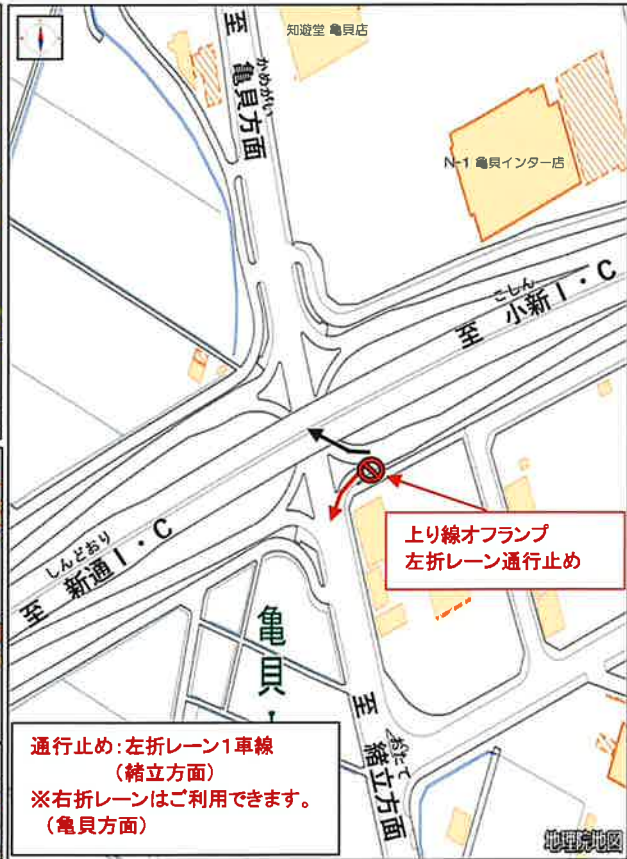 知遊堂 亀貝店
かめがい
至 亀貝方面
N-1 亀貝インター店
こしん
至 小新I・C
上り線オフランプ
左折レーン通行止め
しんどおり
至 新通I・C
亀貝I
おたて
至 緒立方面
通行止め:左折レーン1車線
(緒立方面)
※右折レーンはご利用できます。
(亀貝方面)
地理院地図